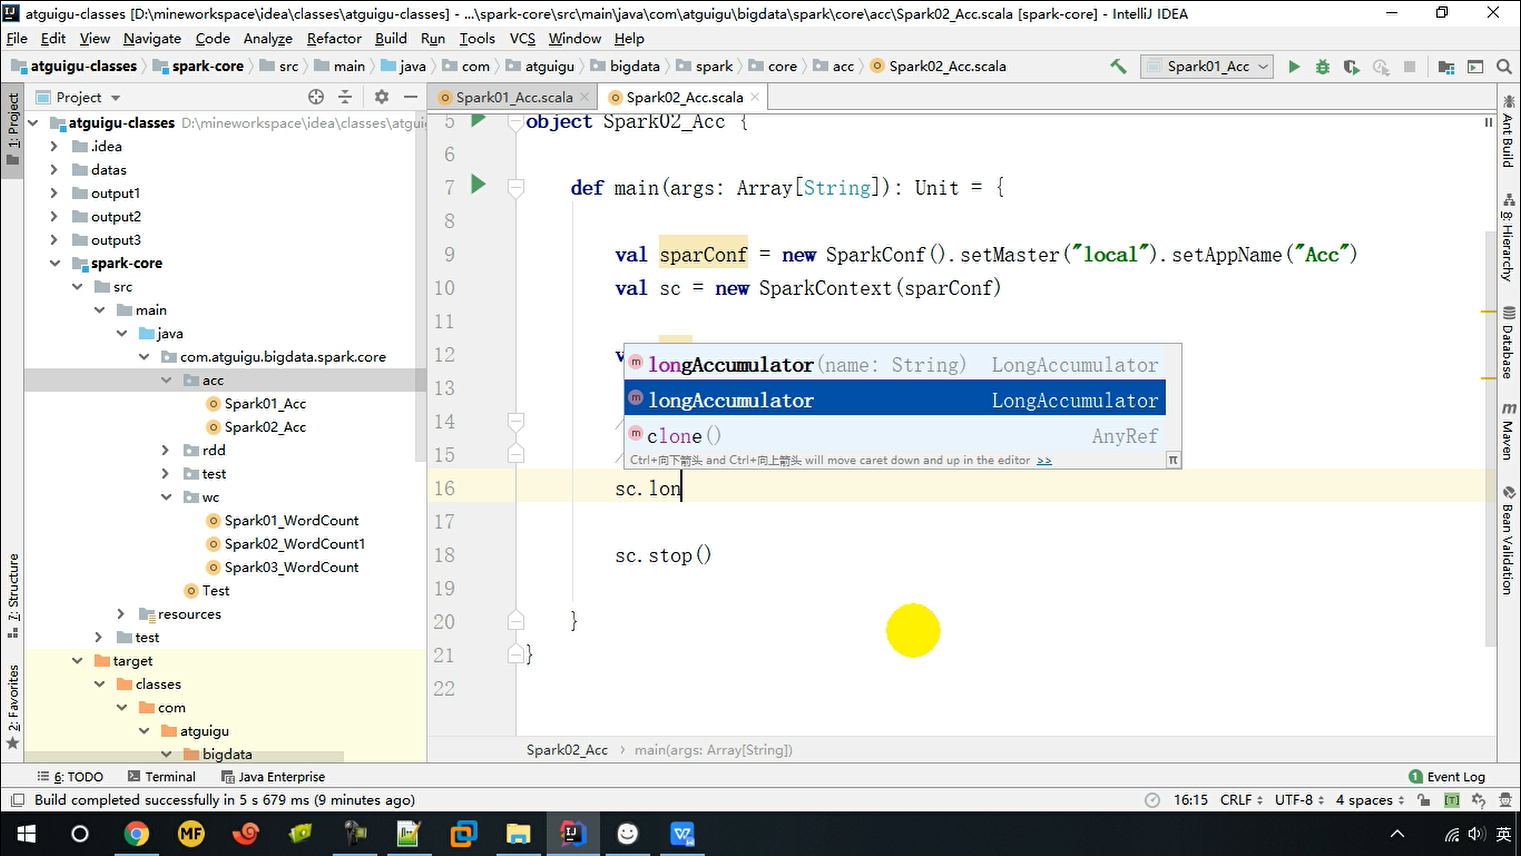 atguigu-classes [D:\mineworkspace\idea\classes\atguigu-classes] - ...\spark-core\src\main\java\com\atguigu\bigdata\spark\core\acc\Spark02_Acc.scala [spark-core] - IntelliJ IDEA
File Edit View Navigate Code Analyze Refactor Build Run Tools VCS Window Help
atguigu-classes spark-core src main java com atguigu bigdata spark core acc Spark02_Acc.scala Spark01_Acc
Project Spark01_Acc.scala Spark02_Acc.scala
1: Project
7: Structure
2: Favorites
atguigu-classes D:\mineworkspace\idea\classes\atgui
.idea
datas
output1
output2
output3
spark-core
src
main
java
com.atguigu.bigdata.spark.core
acc
Spark01_Acc
Spark02_Acc
rdd
test
wc
Spark01_WordCount
Spark02_WordCount1
Spark03_WordCount
Test
resources
test
target
classes
com
atguigu
bigdata
5 object Spark02_Acc {
6
7 def main(args: Array[String]): Unit = {
8
9 val sparConf = new SparkConf().setMaster("local").setAppName("Acc")
10 val sc = new SparkContext(sparConf)
11
12 v
13
14 /
15 /
16 sc.lon
17
18 sc.stop()
19
20 }
21 }
22
longAccumulator(name: String) LongAccumulator
longAccumulator LongAccumulator
clone() AnyRef
Ctrl+向下箭头 and Ctrl+向上箭头 will move caret down and up in the editor >> π
Spark02_Acc main(args: Array[String])
Ant Build
8: Hierarchy
Database
Maven
Bean Validation
6: TODO Terminal Java Enterprise 1 Event Log
Build completed successfully in 5 s 679 ms (9 minutes ago) 16:15 CRLF UTF-8 4 spaces [T]
MF IJ 英